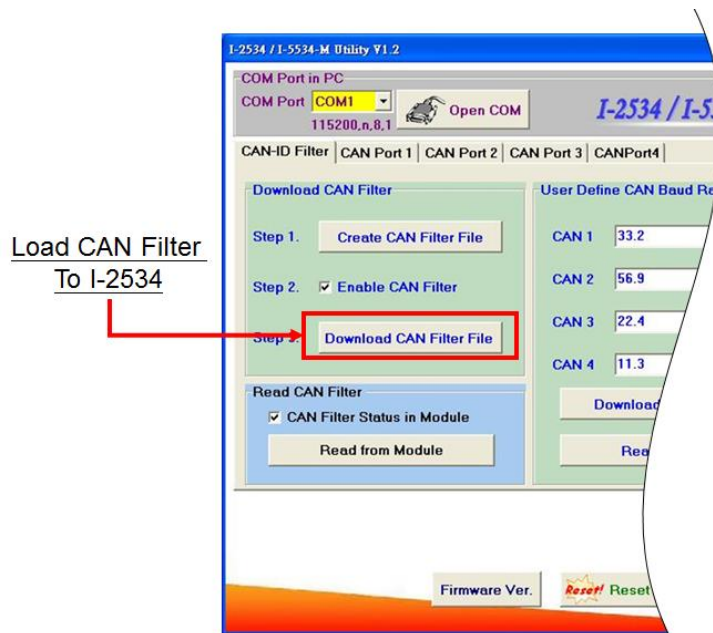 I-2534 / I-5534-M Utility V1.2
COM Port in PC
COM Port COM1 Open COM
115200,n,8,1
I-2534 / I-5
CAN-ID Filter CAN Port 1 CAN Port 2 CAN Port 3 CANPort4
Download CAN Filter
Step 1. Create CAN Filter File
Step 2. Enable CAN Filter
Step 3. Download CAN Filter File
Read CAN Filter
CAN Filter Status in Module
Read from Module
User Define CAN Baud Ra
CAN 1 33.2
CAN 2 56.9
CAN 3 22.4
CAN 4 11.3
Download
Rea
Firmware Ver.
Reset! Reset
Load CAN Filter
To I-2534